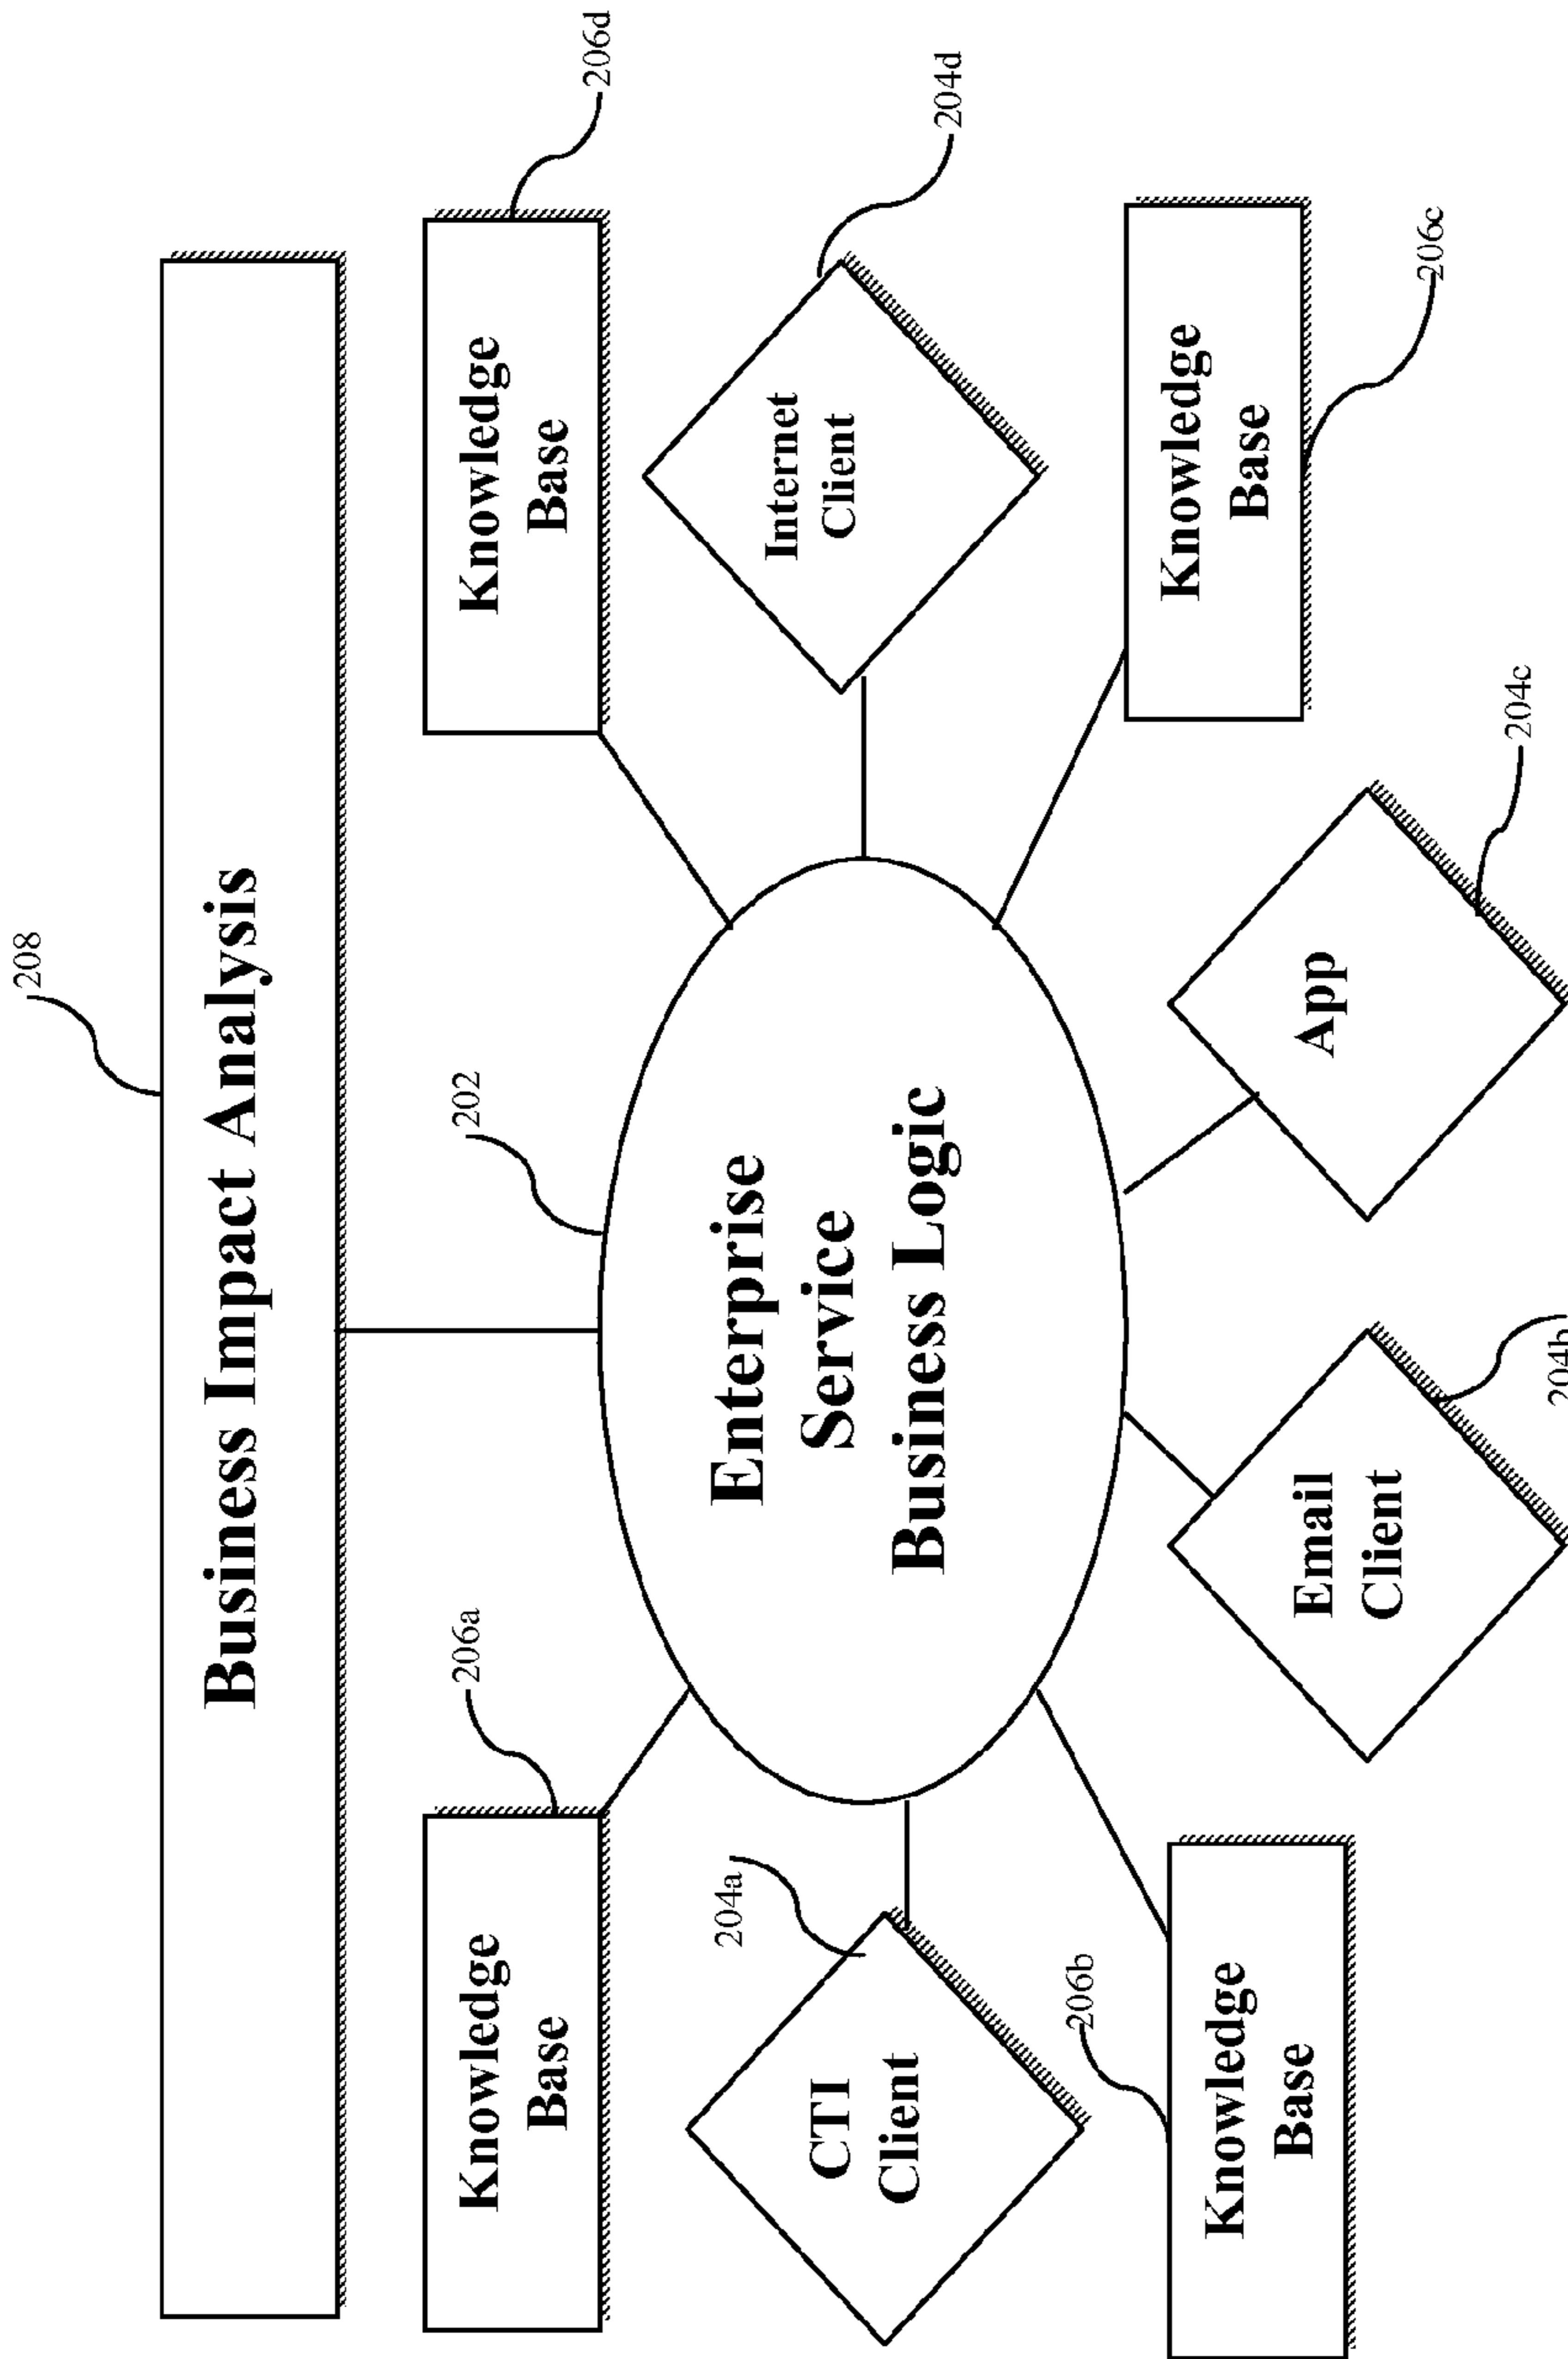 208
Business Impact Analysis
206a
202
206d
Knowledge
Base
Knowledge
Base
204a
204d
CTI
Client
Enterprise
Service
Business Logic
Internet
Client
206b
Knowledge
Base
Email
Client
App
Knowledge
Base
204b
204c
206c